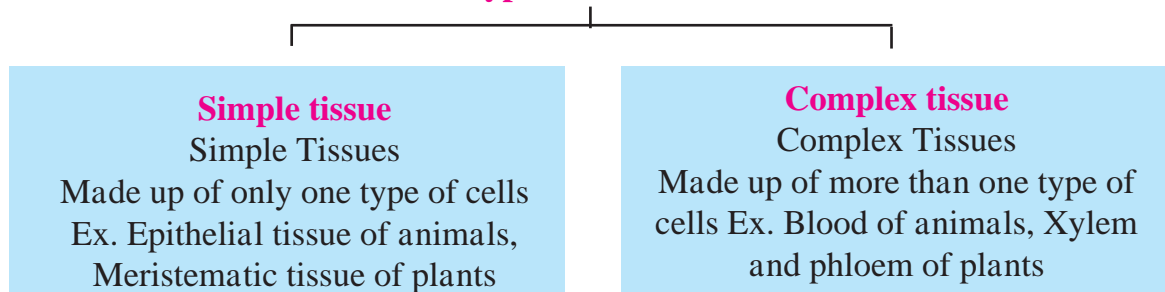 Simple tissue
Simple Tissues
Made up of only one type of cells
Ex. Epithelial tissue of animals,
Meristematic tissue of plants
Complex tissue
Complex Tissues
Made up of more than one type of
cells Ex. Blood of animals, Xylem
and phloem of plants